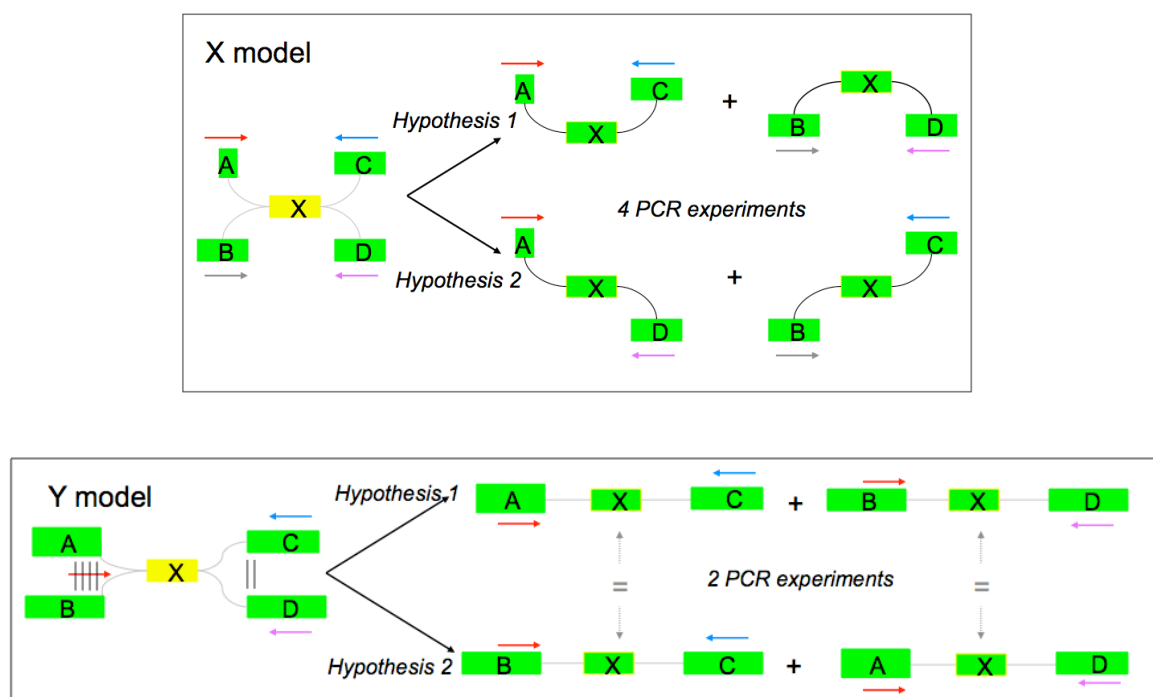 X model
A
C
+
X
B
D
Hypothesis 1
X
A
C
X
B
D
4 PCR experiments
Hypothesis 2
A
X
D
+
C
X
B
Y model
Hypothesis 1
A
X
C
+
B
X
D
A
C
X
B
D
=
2 PCR experiments
=
Hypothesis 2
B
X
C
+
A
X
D